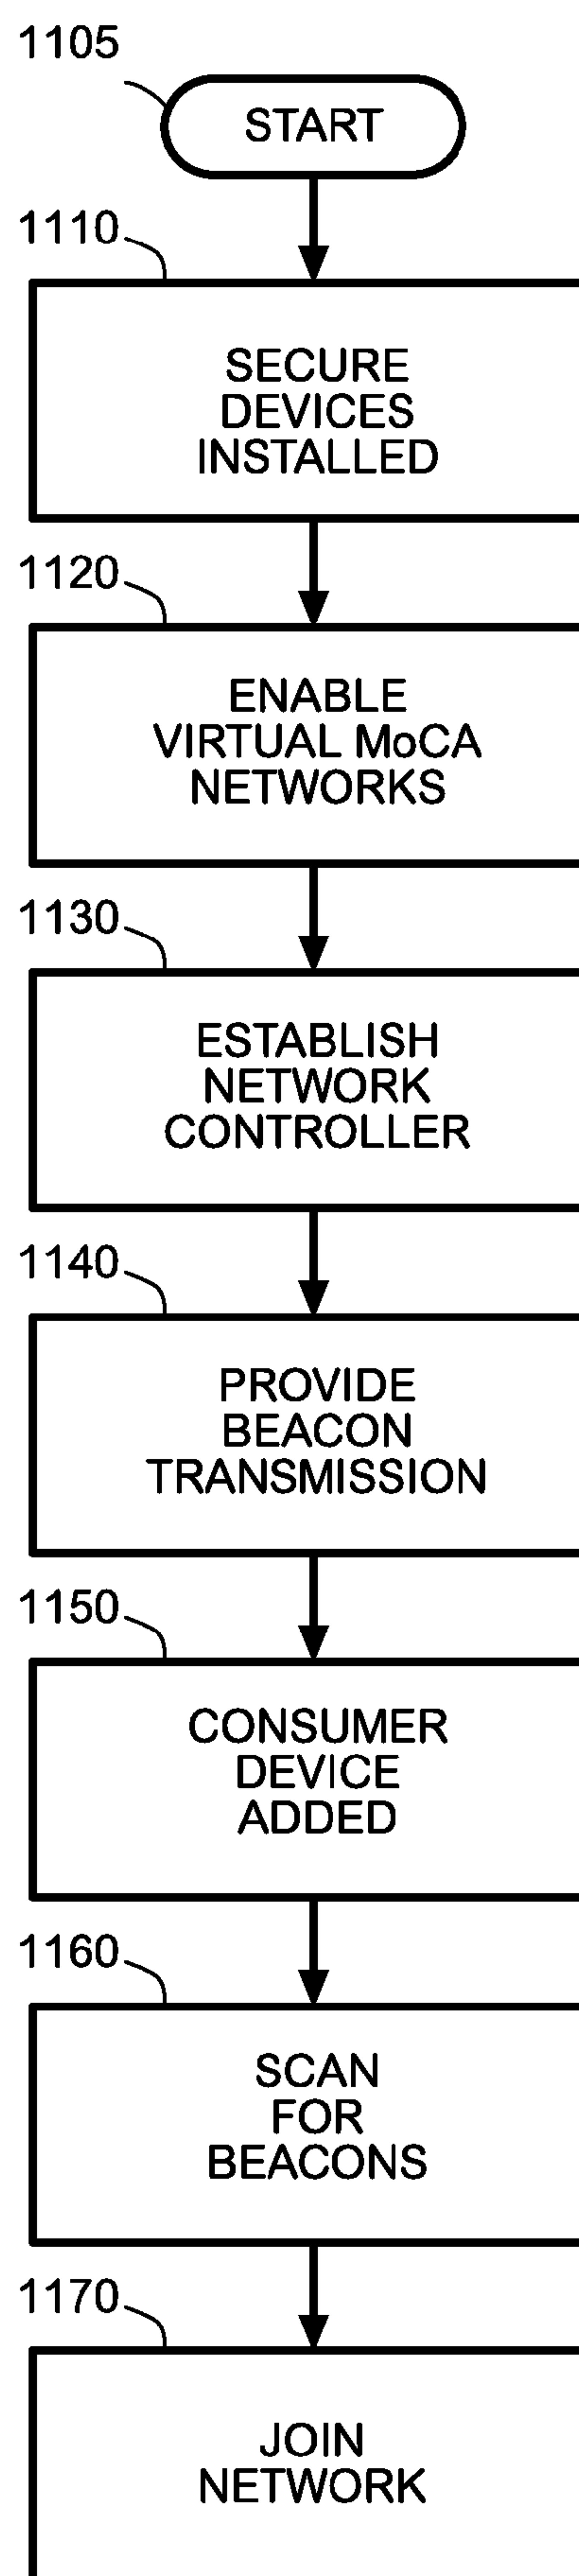 1105
START
1110
SECURE
DEVICES
INSTALLED
1120
ENABLE
VIRTUAL MoCA
NETWORKS
1130
ESTABLISH
NETWORK
CONTROLLER
1140
PROVIDE
BEACON
TRANSMISSION
1150
CONSUMER
DEVICE
ADDED
1160
SCAN
FOR
BEACONS
1170
JOIN
NETWORK